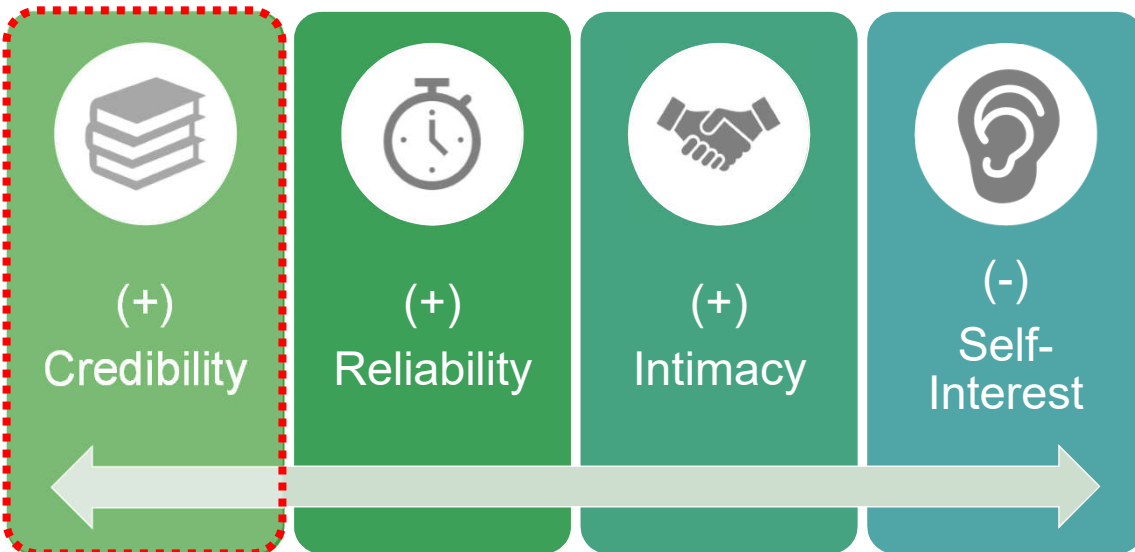 (+)
Credibility
(+)
Reliability
(+)
Intimacy
(-)
Self-
Interest